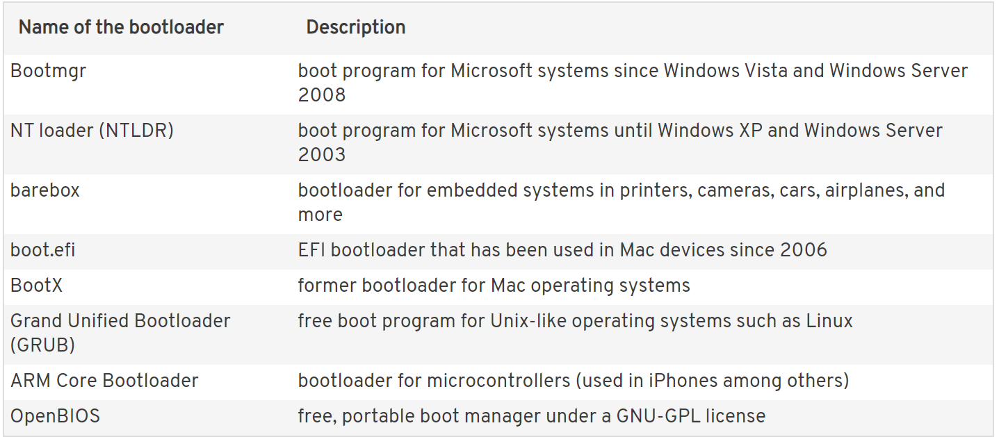 Name of the bootloader Description
Bootmgr boot program for Microsoft systems since Windows Vista and Windows Server
2008
NT loader (NTLDR) boot program for Microsoft systems until Windows XP and Windows Server
2003
barebox bootloader for embedded systems in printers, cameras, cars, airplanes, and
more
boot.efi EFI bootloader that has been used in Mac devices since 2006
BootX former bootloader for Mac operating systems
Grand Unified Bootloader free boot program for Unix-like operating systems such as Linux
(GRUB)
ARM Core Bootloader bootloader for microcontrollers (used in iPhones among others)
OpenBIOS free, portable boot manager under a GNU-GPL license